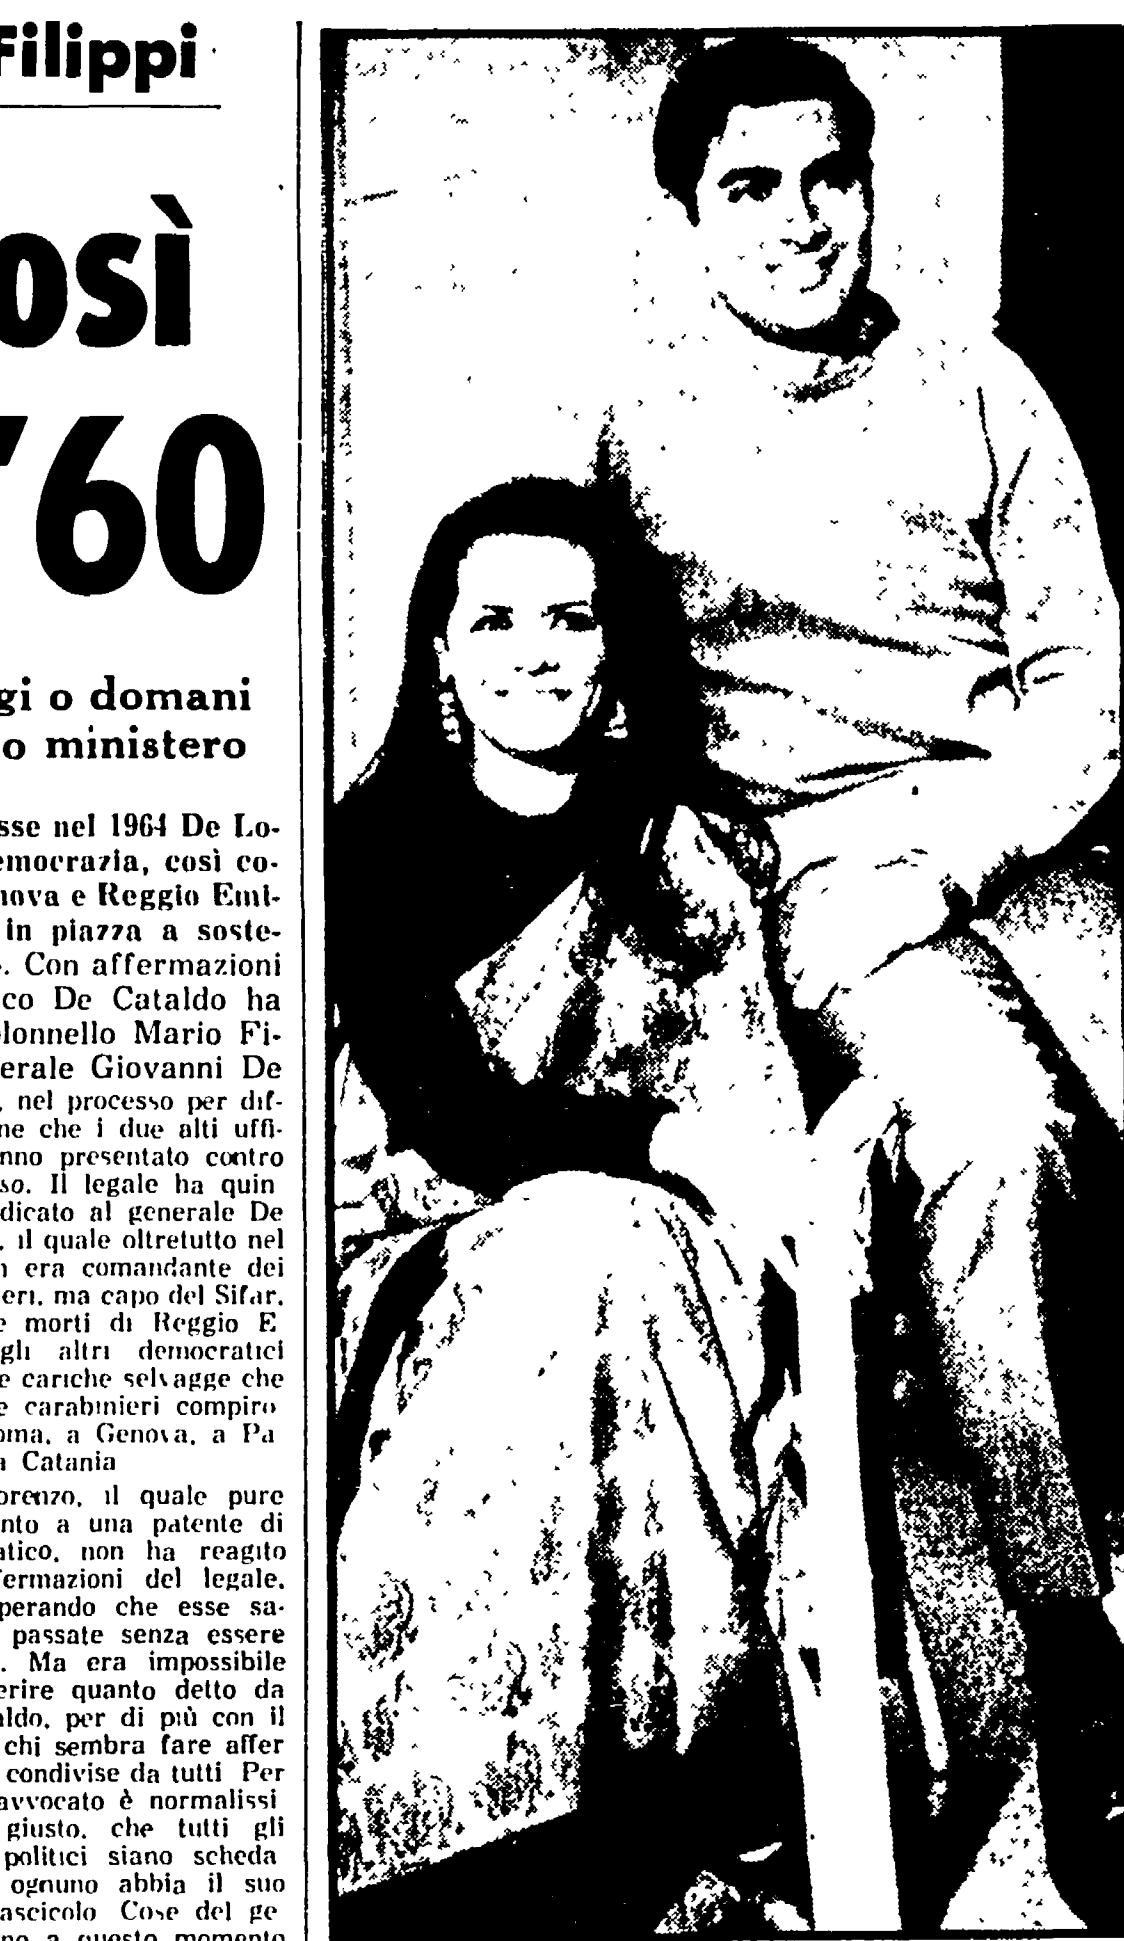 Filippi
osì
'60
gi o domani
o ministero
sse nel 1964 De Lo-
emocrazia, così co-
nova e Reggio Emi-
in piazza a soste-
. Con affermazioni
co De Cataldo ha
lonnello Mario Fi-
erale Giovanni De
, nel processo per dif-
ne che i due alti uffi-
nno presentato contro
so. Il legale ha quin
dicato al generale De
, il quale oltretutto nel
n era comandante dei
eri, ma capo del Sifar,
e morti di Reggio E
gli altri democratici
e cariche selvagge che
e carabinieri compiro
oma, a Genova, a Pa
a Catania
orenzo, il quale pure
nto a una patente di
atico, non ha reagito
fermazioni del legale,
perando che esse sa-
passate senza essere
. Ma era impossibile
erire quanto detto da
aldo, per di più con il
chi sembra fare affer
condivise da tutti Per
avvocato è normalissi
giusto, che tutti gli
politici siano scheda
ognuno abbia il suo
ascicolo Cose del ge
no a questo momento